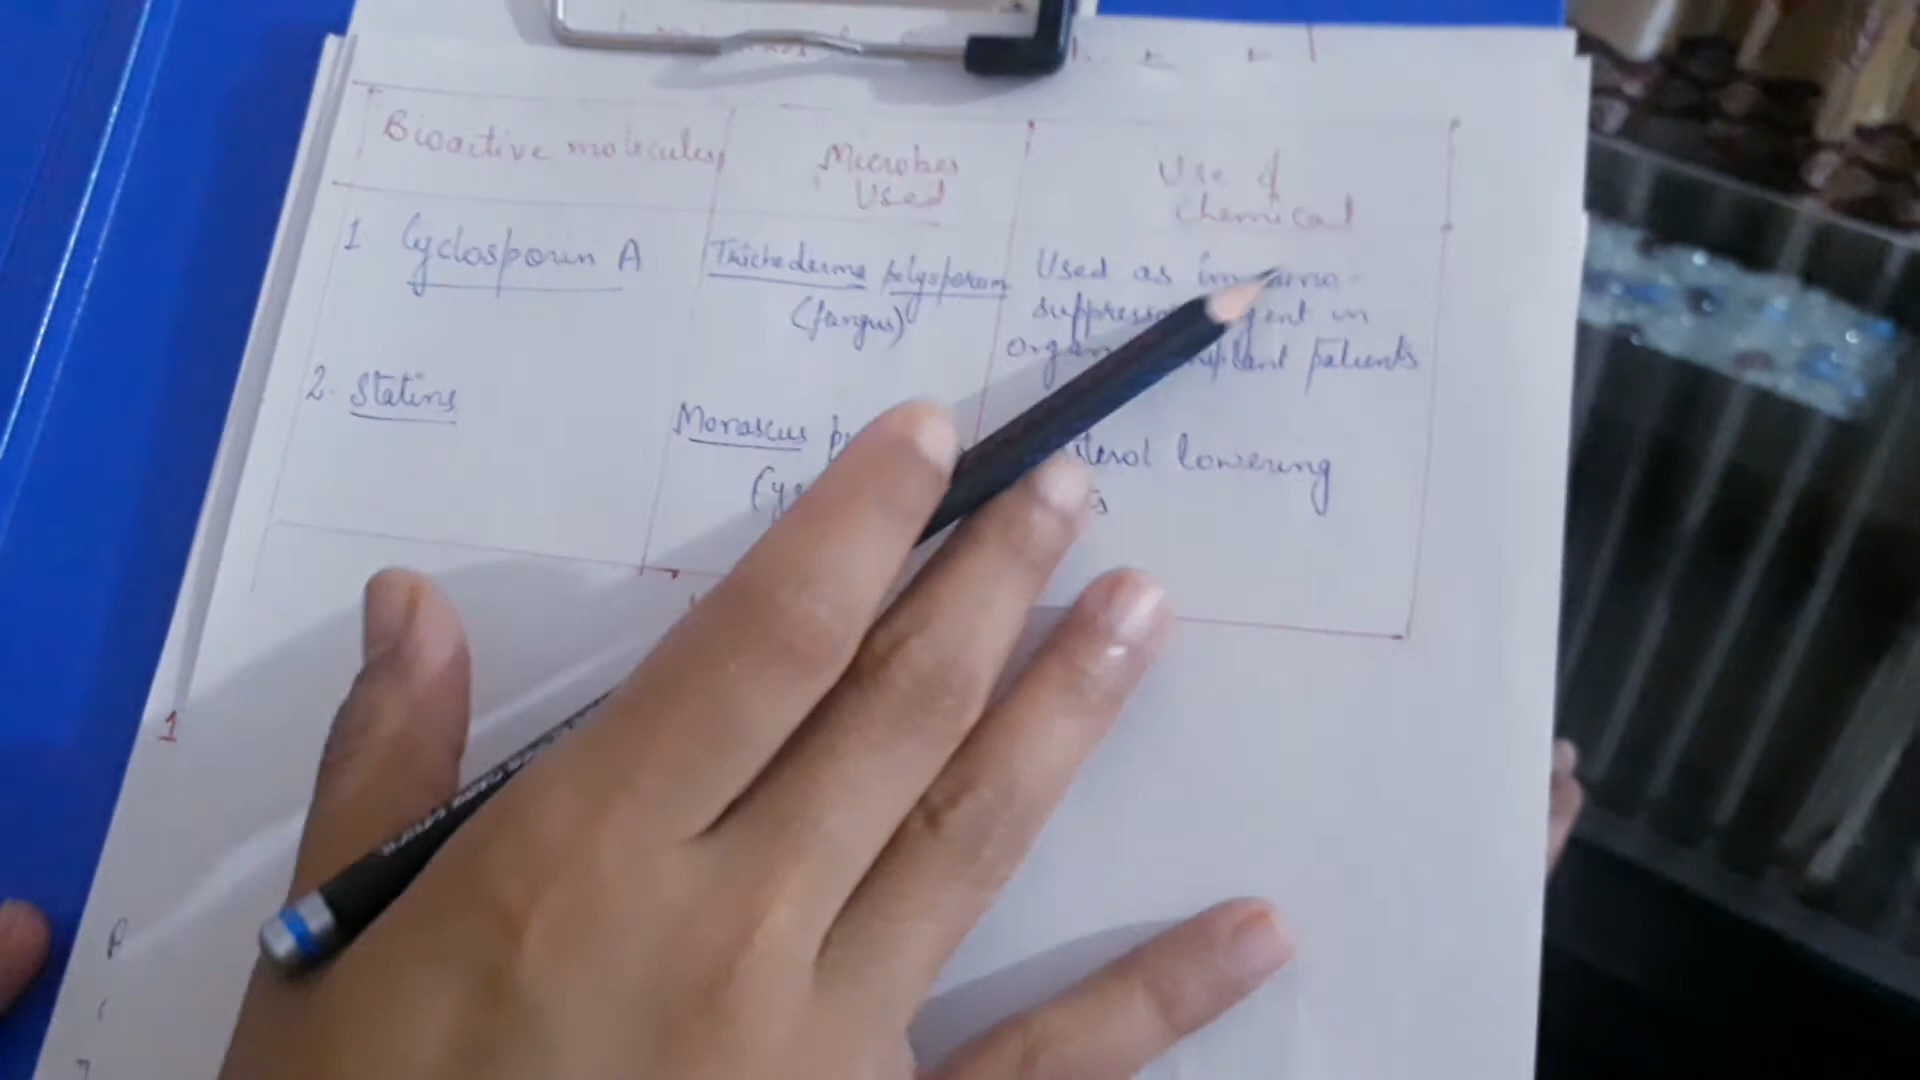 Bioactive molecules
Microbes
Used
Use of
Chemical
1 Cyclosporin A
Trichoderma polysporum
(fungus)
Used as immuno-
suppressive agent in
patients
2. Statins
Monascus
lowering
1